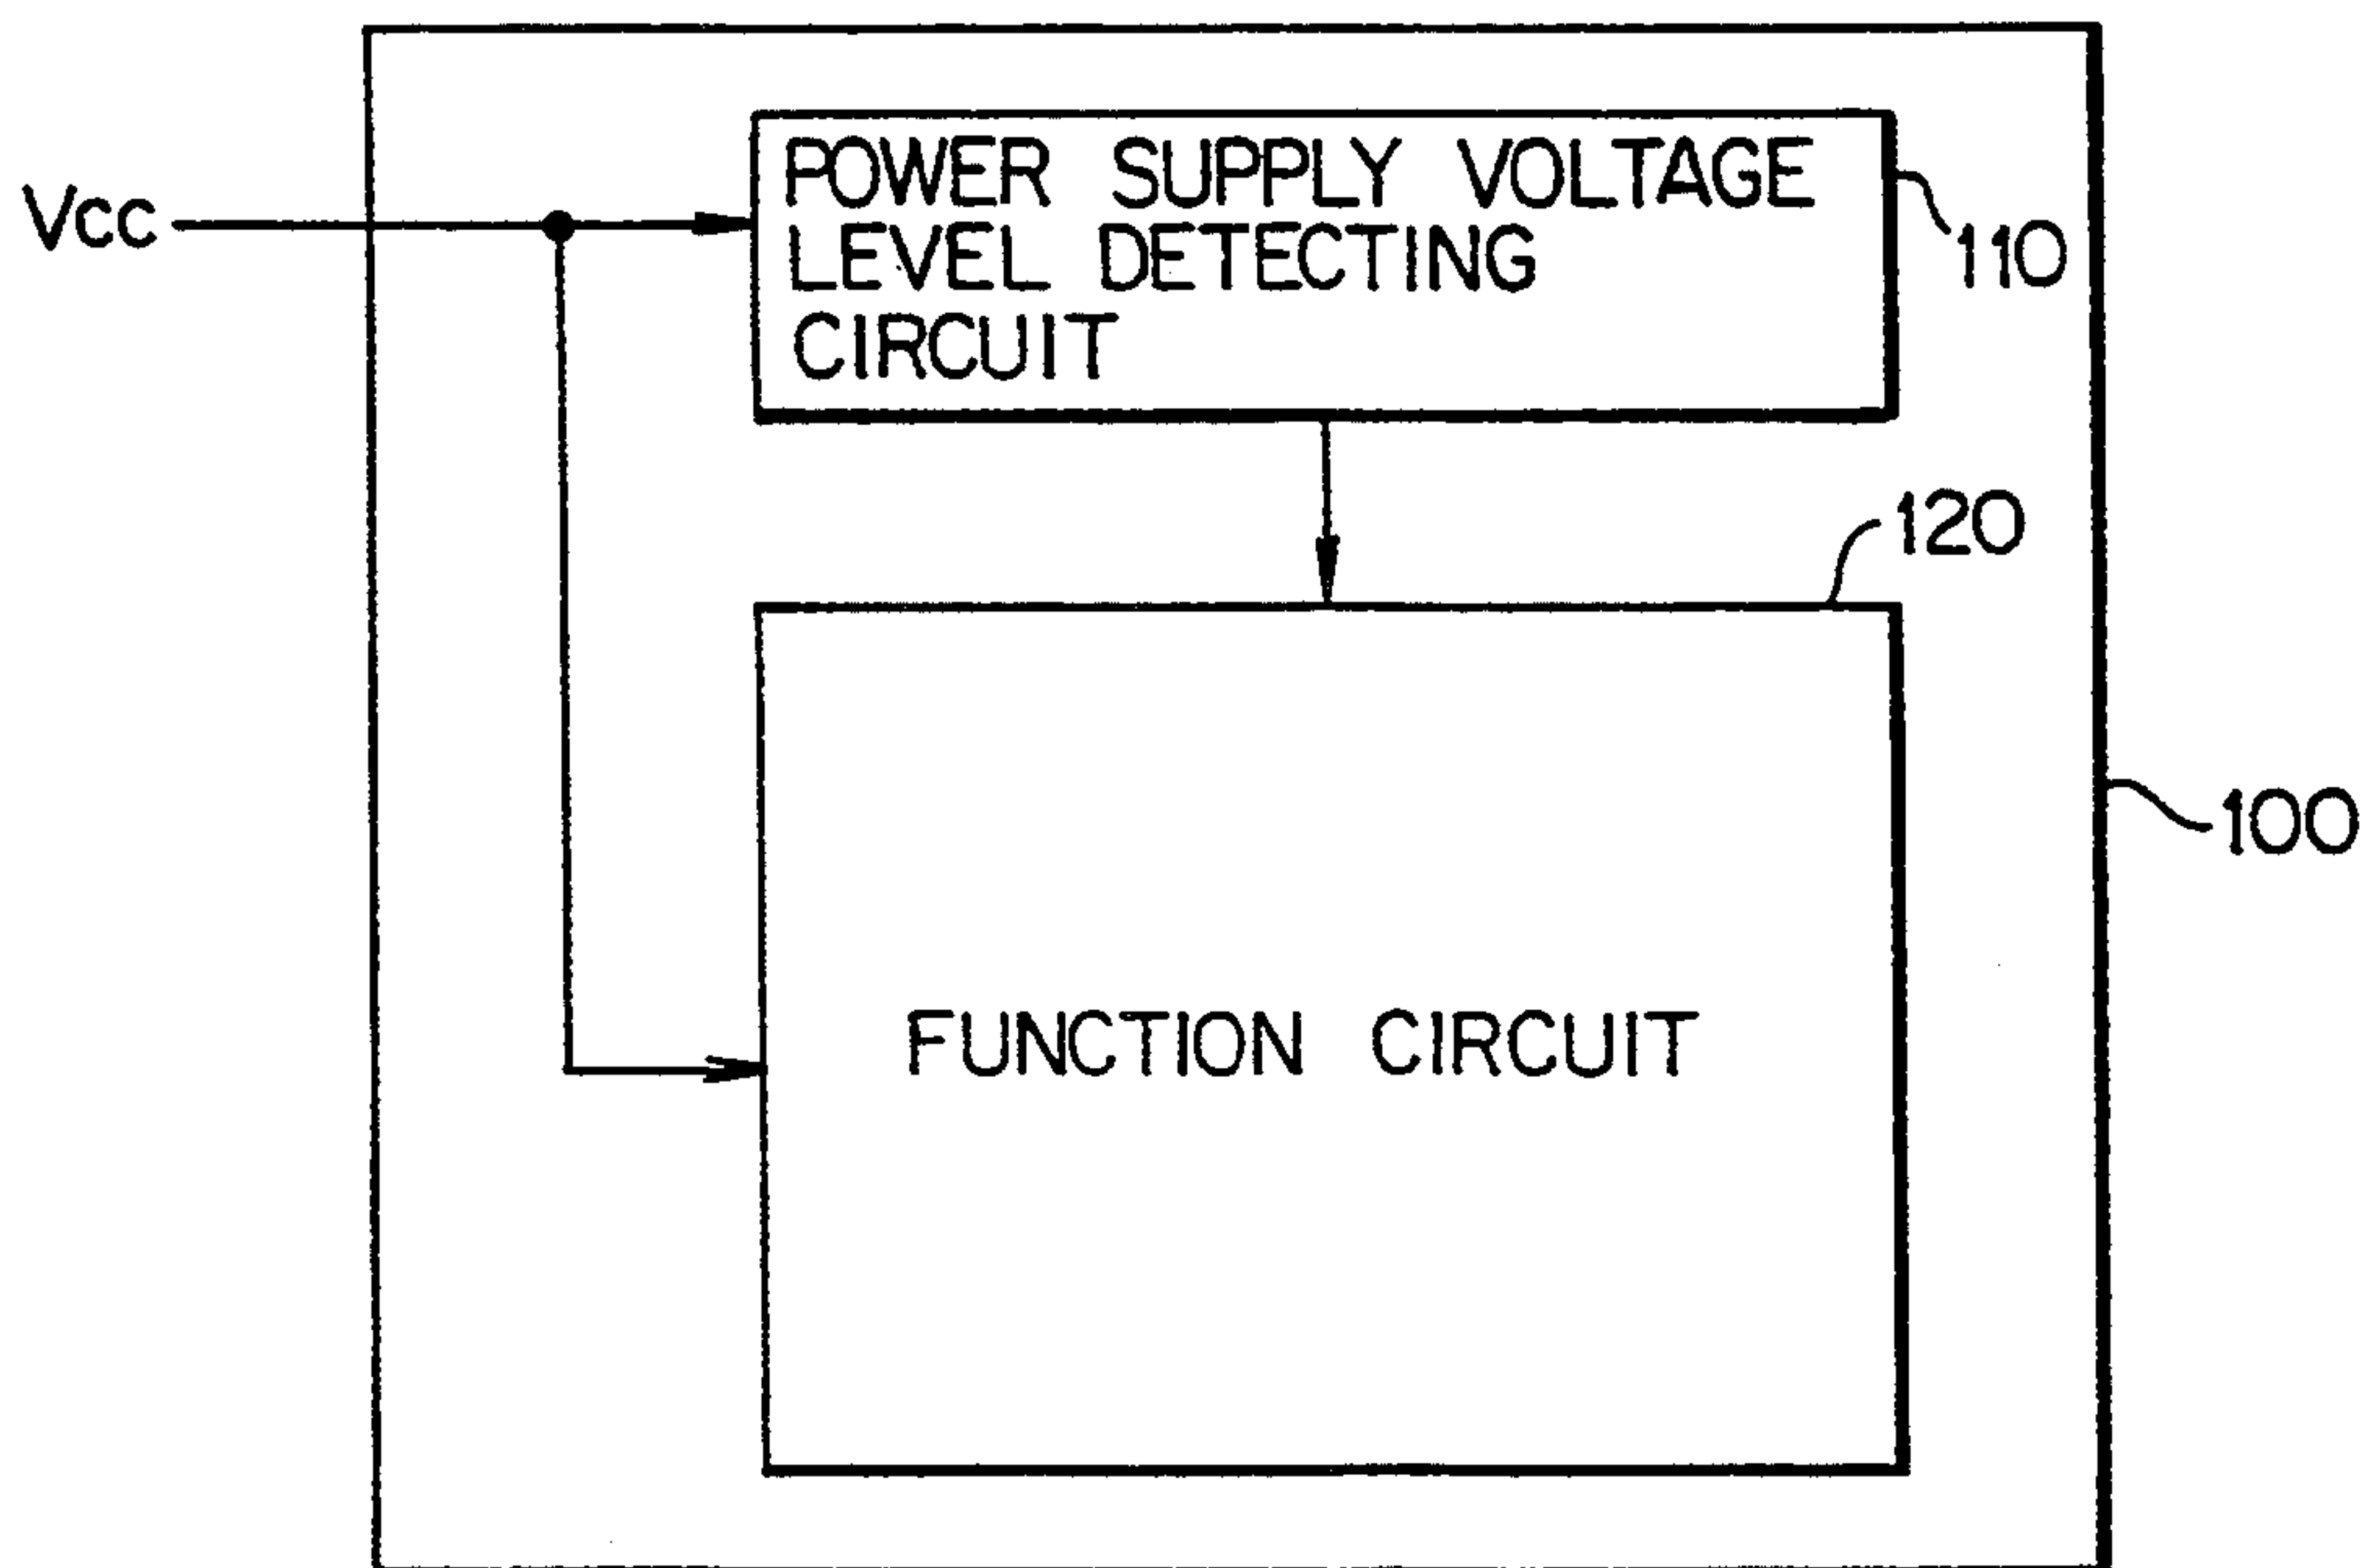 Vcc
POWER SUPPLY VOLTAGE
LEVEL DETECTING
CIRCUIT
110
120
100
FUNCTION CIRCUIT